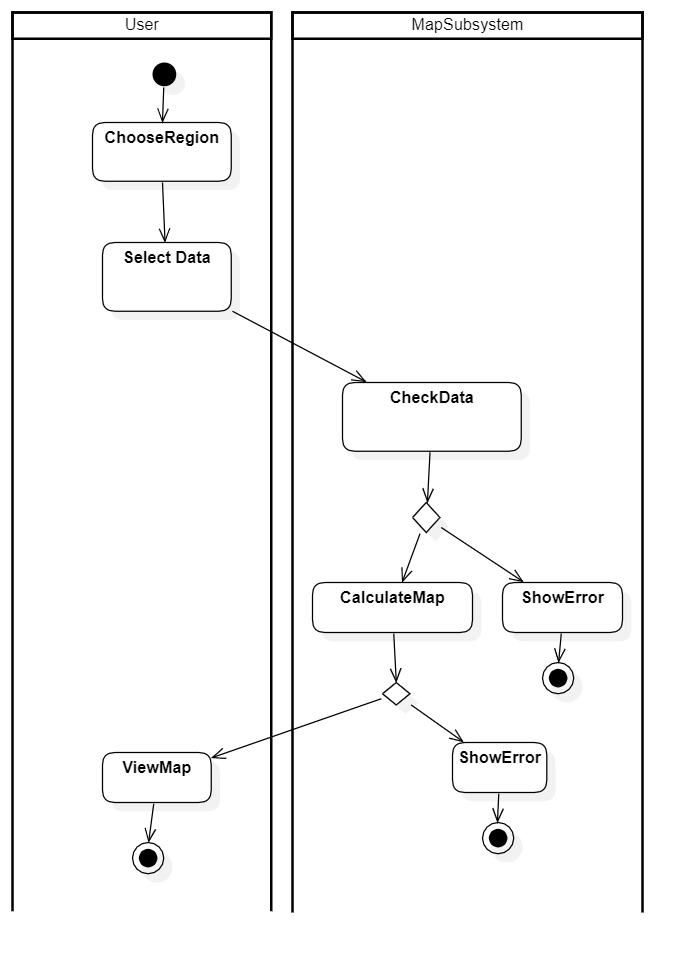 User
MapSubsystem
ChooseRegion
Select Data
CheckData
CalculateMap
ShowError
ViewMap
ShowError